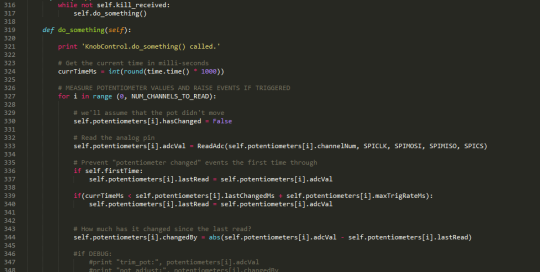 316 while not self.kill_received:
317 self.do_something()
318
319 def do_something(self):
320
321 print 'KnobControl.do_something() called.'
322
323 # Get the current time in milli-seconds
324 currTimeMs = int(round(time.time() * 1000))
325
326 # MEASURE POTENTIOMETER VALUES AND RAISE EVENTS IF TRIGGERED
327 for i in range (0, NUM_CHANNELS_TO_READ):
328
329 # we'll assume that the pot didn't move
330 self.potentiometers[i].hasChanged = False
331
332 # Read the analog pin
333 self.potentiometers[i].adcVal = ReadAdc(self.potentiometers[i].channelNum, SPICLK, SPIMOSI, SPIMISO, SPICS)
334
335 # Prevent "potentiometer changed" events the first time through
336 if self.firstTime:
337 self.potentiometers[i].lastRead = self.potentiometers[i].adcVal
338
339 if(currTimeMs < self.potentiometers[i].lastChangedMs + self.potentiometers[i].maxTrigRateMs):
340 self.potentiometers[i].lastRead = self.potentiometers[i].adcVal
341
342
343 # How much has it changed since the last read?
344 self.potentiometers[i].changedBy = abs(self.potentiometers[i].adcVal - self.potentiometers[i].lastRead)
345
346 #if DEBUG:
347 #print "trim_pot:", potentiometers[i].adcVal
348 #print "pot_adjust:", potentiometers[i].changedBy